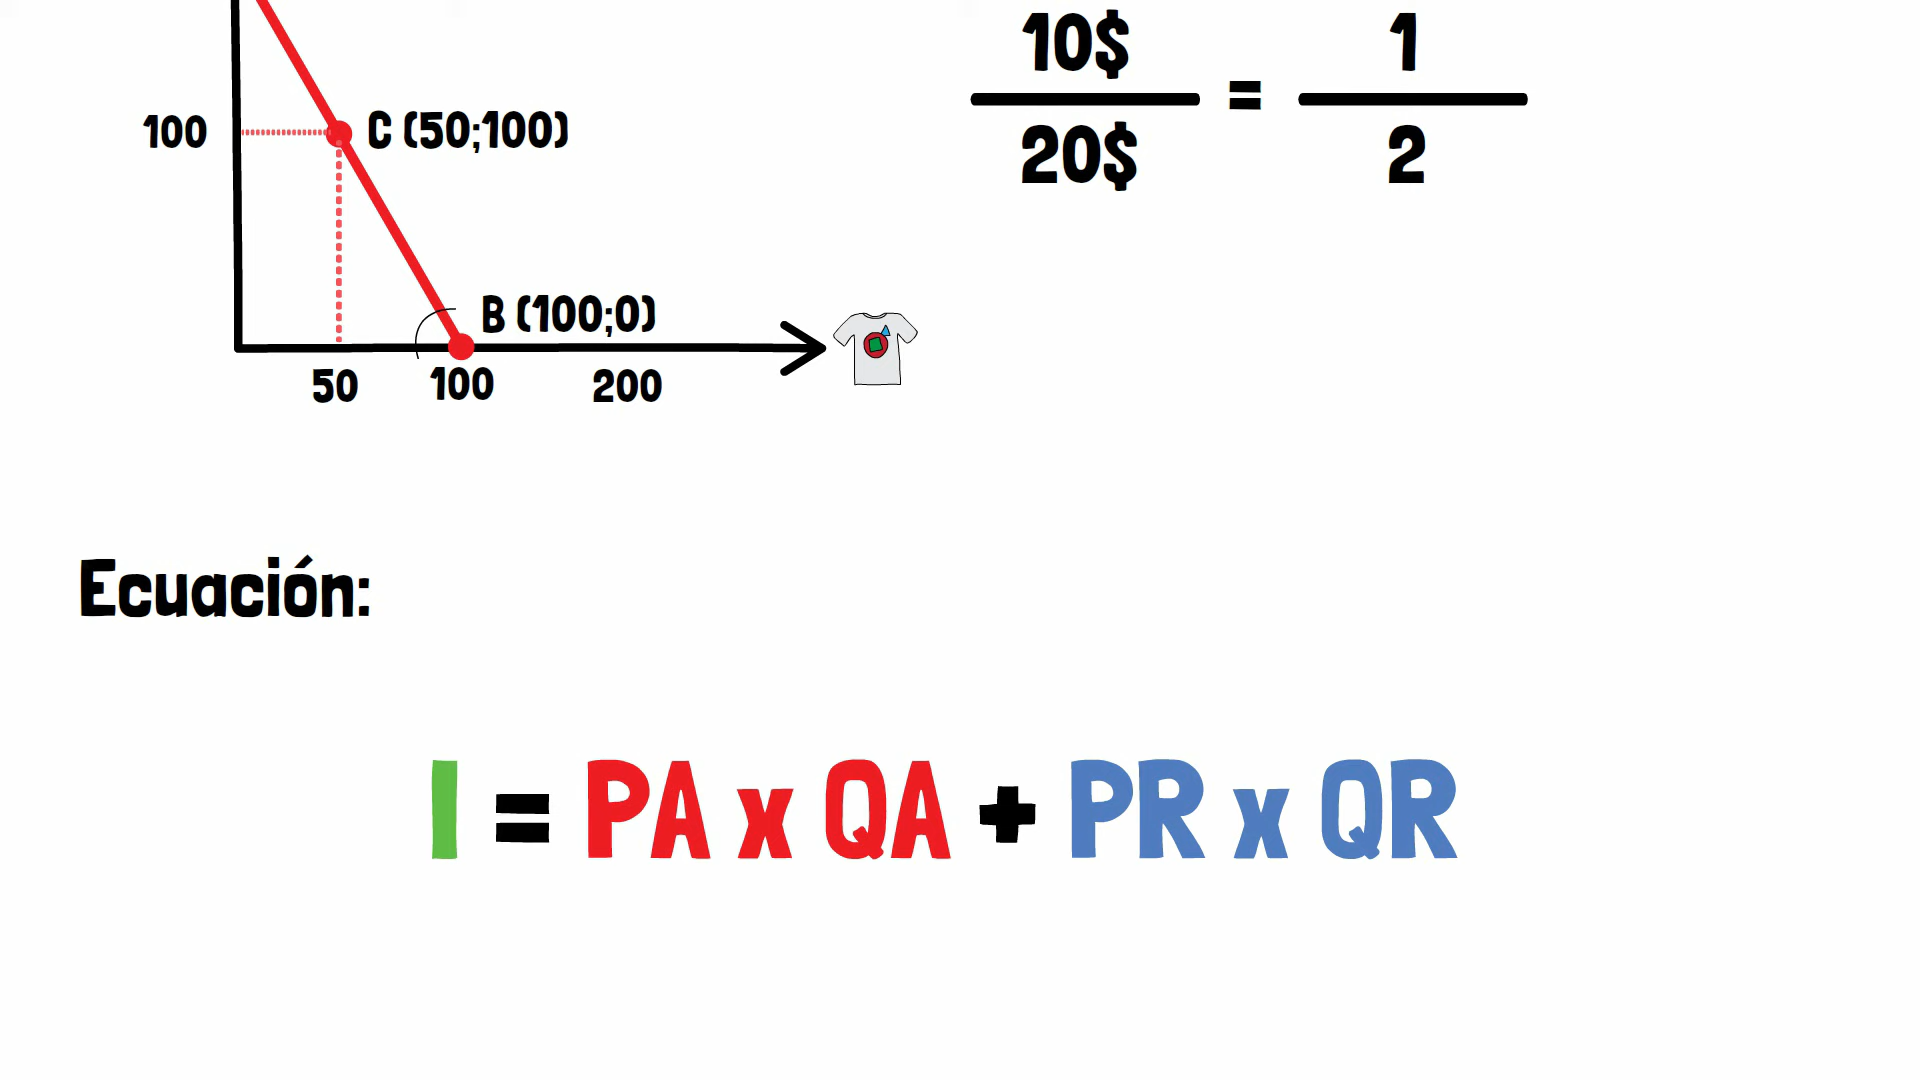 10$ = 1
20$ 2
100
C (50;100)
B (100;0)
50 100 200
Ecuación:
I = PA x QA + PR x QR